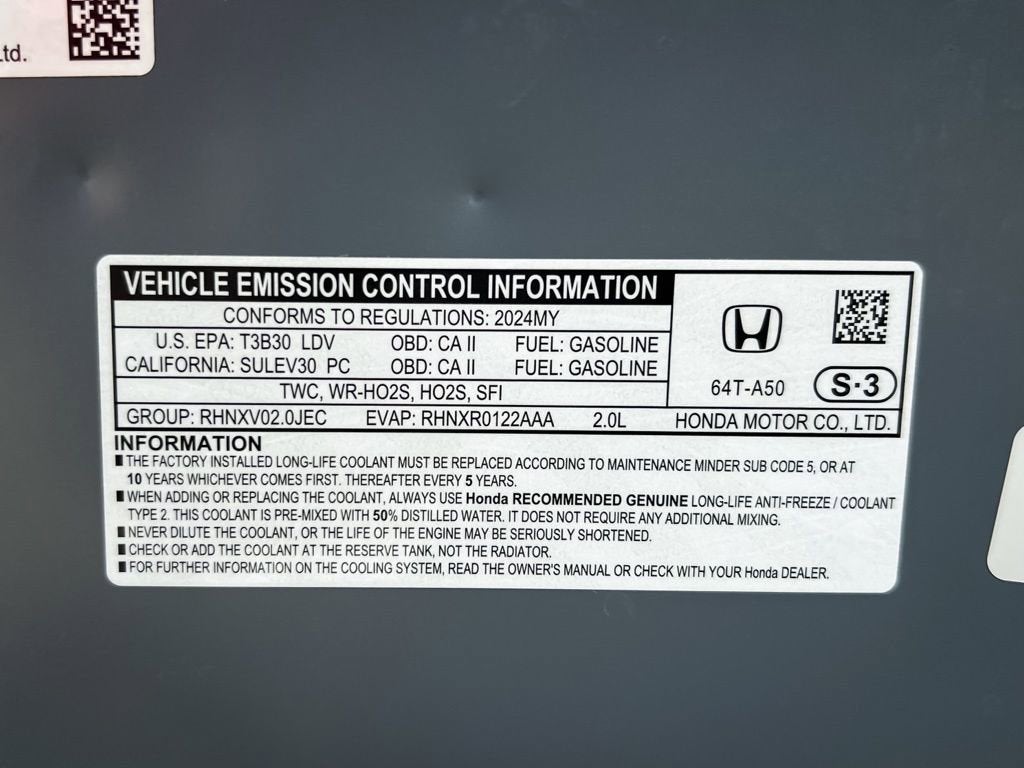 Ltd.
VEHICLE EMISSION CONTROL INFORMATION
CONFORMS TO REGULATIONS: 2024MY
U.S. EPA: T3B30 LDV OBD: CA II FUEL: GASOLINE
CALIFORNIA: SULEV30 PC OBD: CA II FUEL: GASOLINE
TWC, WR-HO2S, HO2S, SFI
64T-A50 S·3
GROUP: RHNXV02.0JEC EVAP: RHNXR0122AAA 2.0L HONDA MOTOR CO., LTD.
INFORMATION
THE FACTORY INSTALLED LONG-LIFE COOLANT MUST BE REPLACED ACCORDING TO MAINTENANCE MINDER SUB CODE 5, OR AT
10 YEARS WHICHEVER COMES FIRST. THEREAFTER EVERY 5 YEARS.
WHEN ADDING OR REPLACING THE COOLANT, ALWAYS USE Honda RECOMMENDED GENUINE LONG-LIFE ANTI-FREEZE / COOLANT
TYPE 2. THIS COOLANT IS PRE-MIXED WITH 50% DISTILLED WATER. IT DOES NOT REQUIRE ANY ADDITIONAL MIXING.
NEVER DILUTE THE COOLANT, OR THE LIFE OF THE ENGINE MAY BE SERIOUSLY SHORTENED.
CHECK OR ADD THE COOLANT AT THE RESERVE TANK, NOT THE RADIATOR.
FOR FURTHER INFORMATION ON THE COOLING SYSTEM, READ THE OWNER'S MANUAL OR CHECK WITH YOUR Honda DEALER.